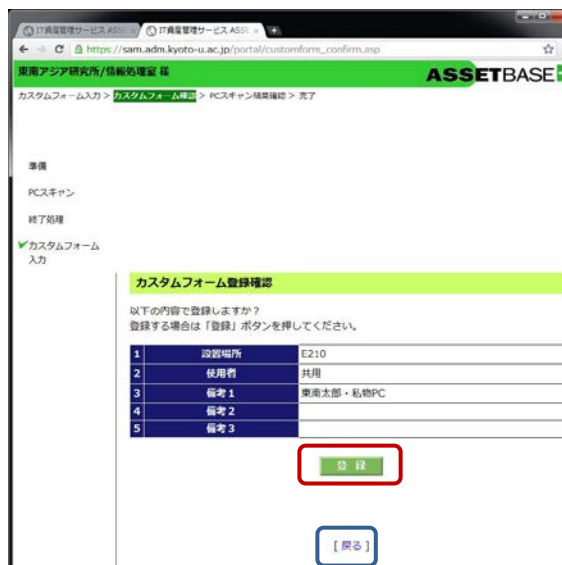 IT資産管理サービス ASS
IT資産管理サービス ASSE
https://sam.adm.kyoto-u.ac.jp/portal/customform_confirm.asp
東南アジア研究所/情報処理室 様
ASSETBASE
カスタムフォーム入力 > カスタムフォーム確認 > PCスキャン結果確認 > 完了
準備
PCスキャン
終了処理
カスタムフォーム
入力
カスタムフォーム登録確認
以下の内容で登録しますか？
登録する場合は「登録」ボタンを押してください。
1 設置場所 E210
2 使用者 共用
3 備考１ 東南太郎・私物PC
4 備考２
5 備考３
登 録
[ 戻る ]